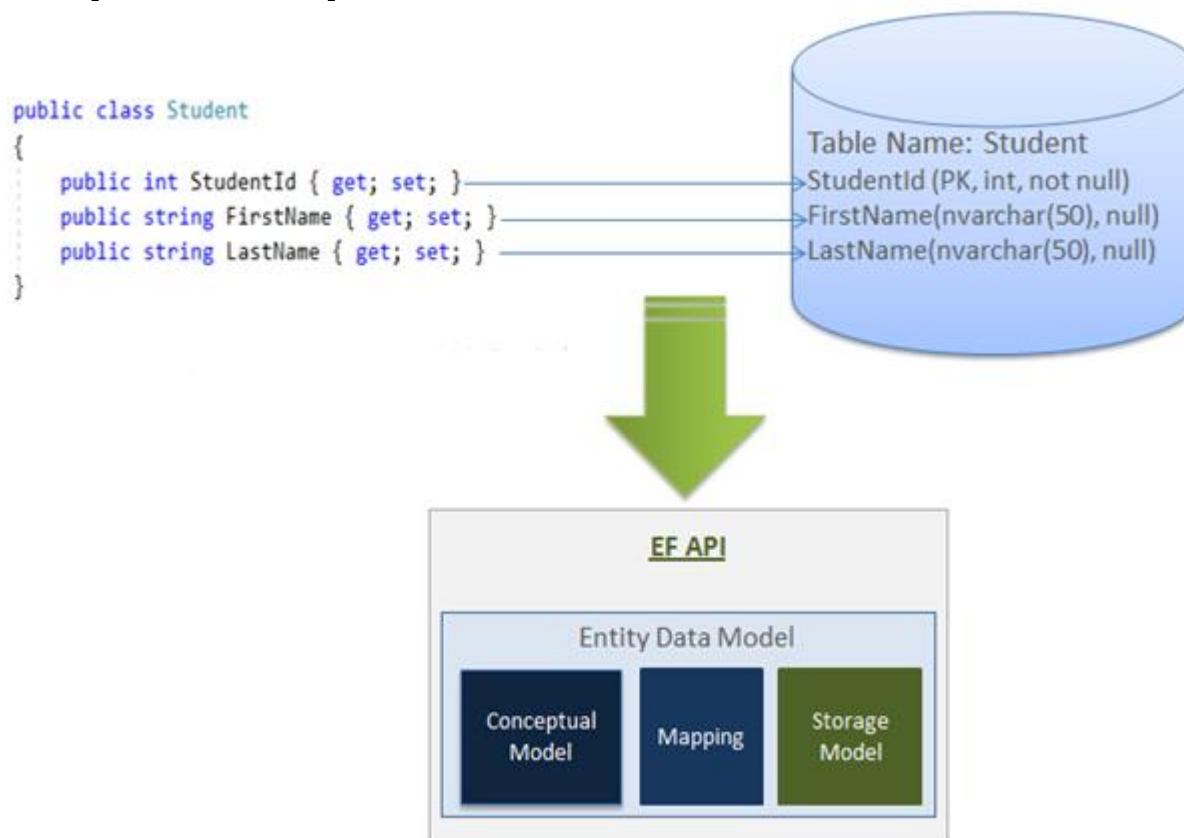 public class Student
{
public int StudentId { get; set; }
public string FirstName { get; set; }
public string LastName { get; set; }
}
Table Name: Student
StudentId (PK, int, not null)
FirstName(nvarchar(50), null)
LastName(nvarchar(50), null)
EF API
Entity Data Model
Conceptual
Model
Mapping
Storage
Model